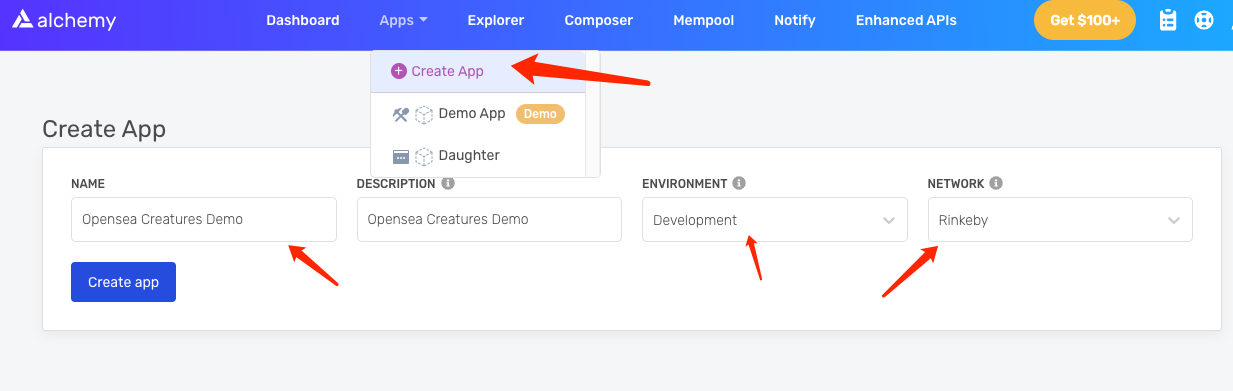 alchemy
Dashboard
Apps
Explorer
Composer
Mempool
Notify
Enhanced APIs
Get $100+
Create App
Demo App Demo
Daughter
Create App
NAME
DESCRIPTION
ENVIRONMENT
NETWORK
Opensea Creatures Demo
Opensea Creatures Demo
Development
Rinkeby
Create app